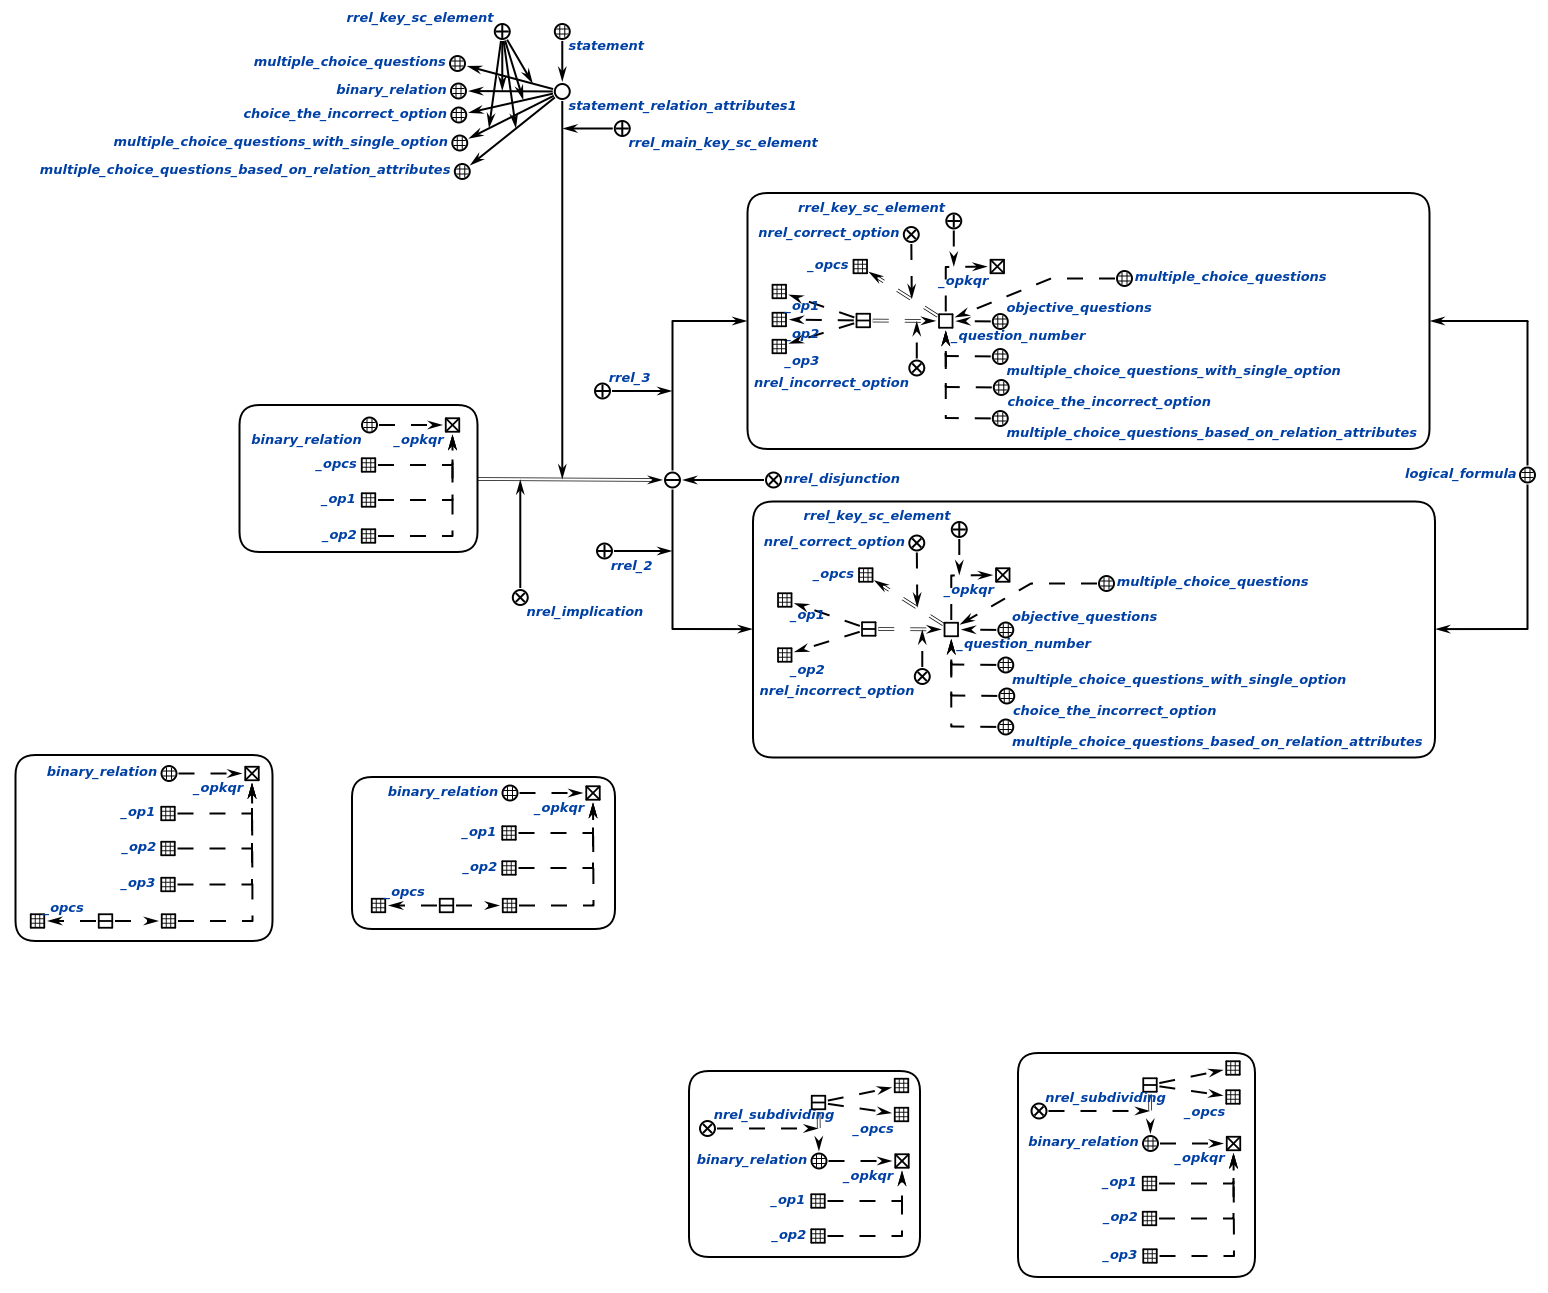 rrel_key_sc_element
statement
multiple_choice_questions
binary_relation
statement_relation_attributes1
choice_the_incorrect_option
multiple_choice_questions_with_single_option
rrel_main_key_sc_element
multiple_choice_questions_based_on_relation_attributes
rrel_key_sc_element
nrel_correct_option
_opcs
_opkqr
multiple_choice_questions
_op1
objective_questions
_op2
_question_number
_op3
multiple_choice_questions_with_single_option
nrel_incorrect_option
choice_the_incorrect_option
multiple_choice_questions_based_on_relation_attributes
rrel_3
binary_relation
_opkqr
_opcs
_op1
_op2
nrel_disjunction
logical_formula
rrel_2
nrel_implication
rrel_key_sc_element
nrel_correct_option
_opcs
_opkqr
multiple_choice_questions
_op1
objective_questions
_question_number
_op2
multiple_choice_questions_with_single_option
nrel_incorrect_option
choice_the_incorrect_option
multiple_choice_questions_based_on_relation_attributes
binary_relation
_opkqr
_op1
_op2
_op3
_opcs
binary_relation
_opkqr
_op1
_op2
_opcs
nrel_subdividing
_opcs
binary_relation
_opkqr
_op1
_op2
nrel_subdividing
_opcs
binary_relation
_opkqr
_op1
_op2
_op3